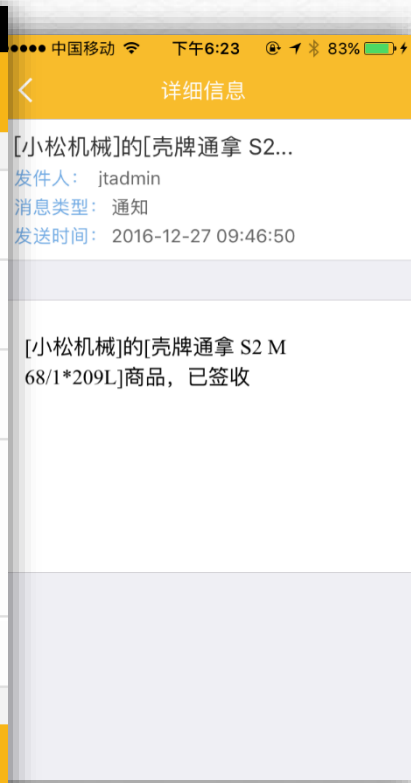 中国移动 下午6:23 83%
详细信息
[小松机械]的[壳牌通拿 S2...
发件人: jtadmin
消息类型: 通知
发送时间: 2016-12-27 09:46:50
[小松机械]的[壳牌通拿 S2 M
68/1*209L]商品，已签收